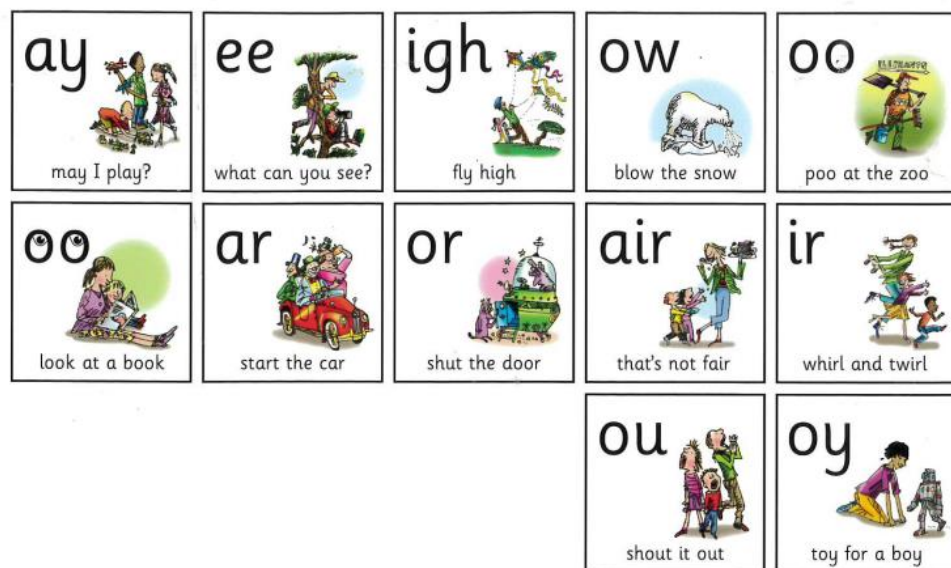 ay
may I play?
ee
what can you see?
igh
fly high
ow
blow the snow
oo
poo at the zoo
oo
look at a book
ar
start the car
or
shut the door
air
that's not fair
ir
whirl and twirl
ou
shout it out
oy
toy for a boy